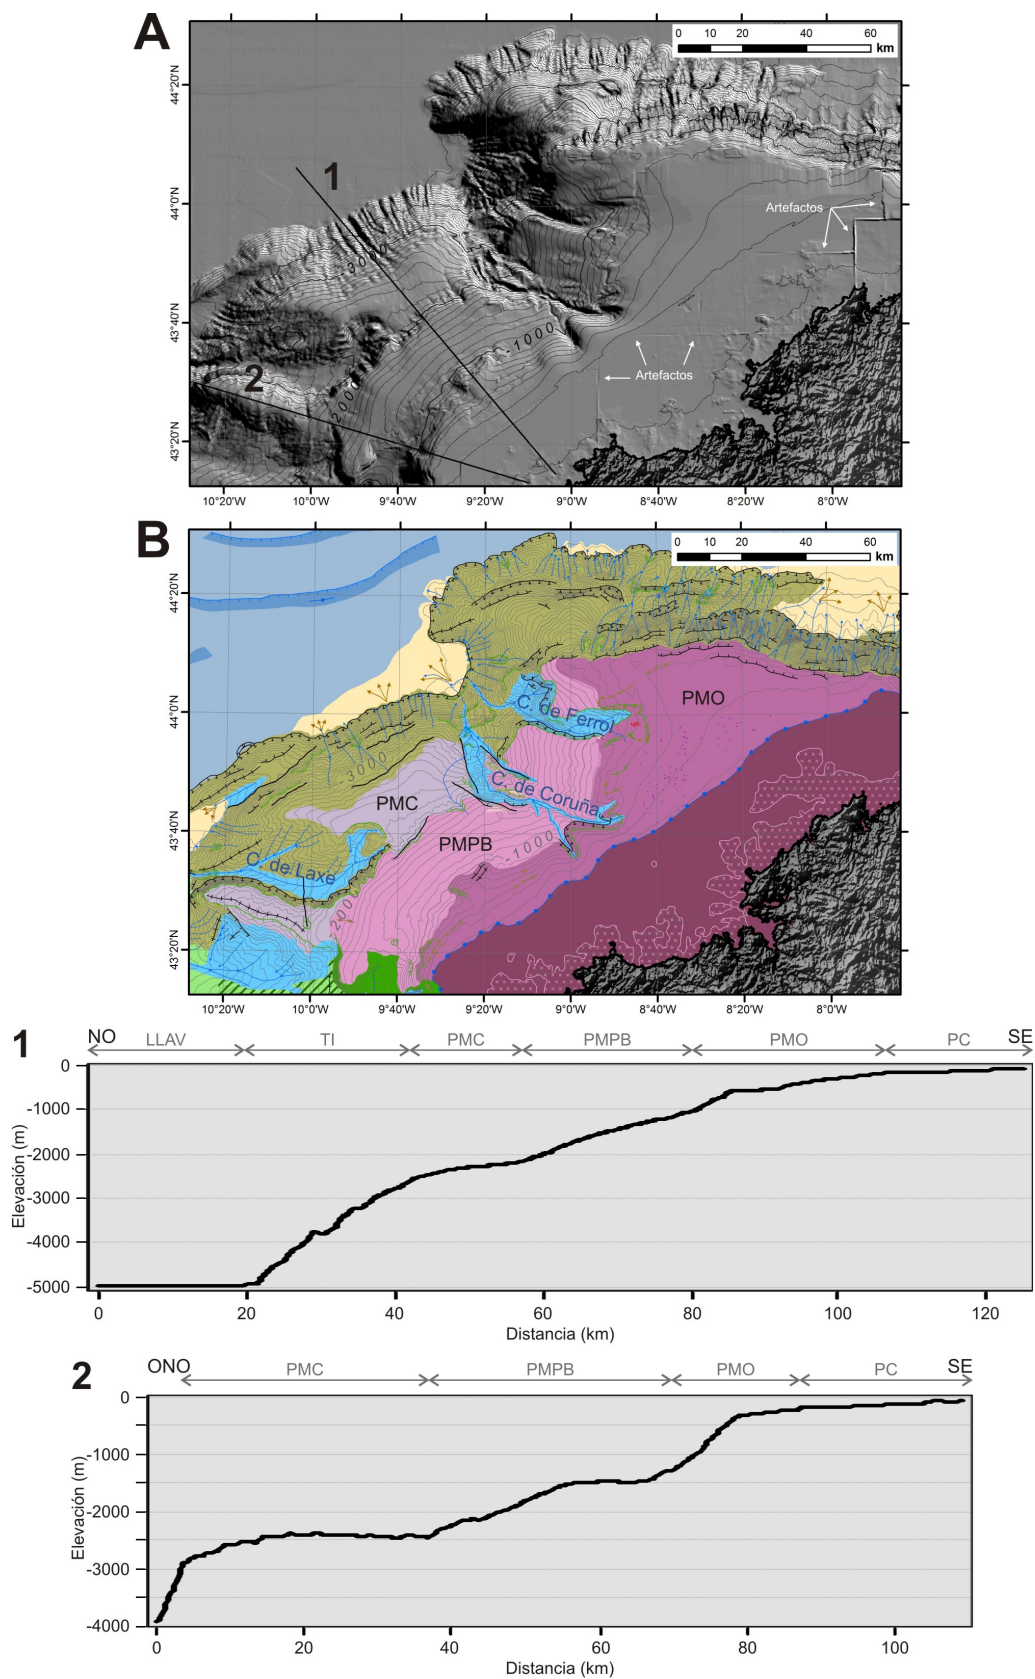 A
0 10 20 40 60
km
44°20'N
44°0'N
43°40'N
43°20'N
1
2
3000
-1000
2000
Artefactos
Artefactos
10°20'W 10°0'W 9°40'W 9°20'W 9°0'W 8°40'W 8°20'W 8°0'W
B
0 10 20 40 60
km
44°20'N
44°0'N
43°40'N
43°20'N
PMO
C. de Ferrol
3000
C. de Coruña
PMC
PMPB
-1000
C. de Laxe
2000
10°20'W 10°0'W 9°40'W 9°20'W 9°0'W 8°40'W 8°20'W 8°0'W
1
NO LLAV TI PMC PMPB PMO PC SE
Elevación (m)
0
-1000
-2000
-3000
-4000
-5000
0 20 40 60 80 100 120
Distancia (km)
2
ONO PMC PMPB PMO PC SE
Elevación (m)
0
-1000
-2000
-3000
-4000
0 20 40 60 80 100
Distancia (km)